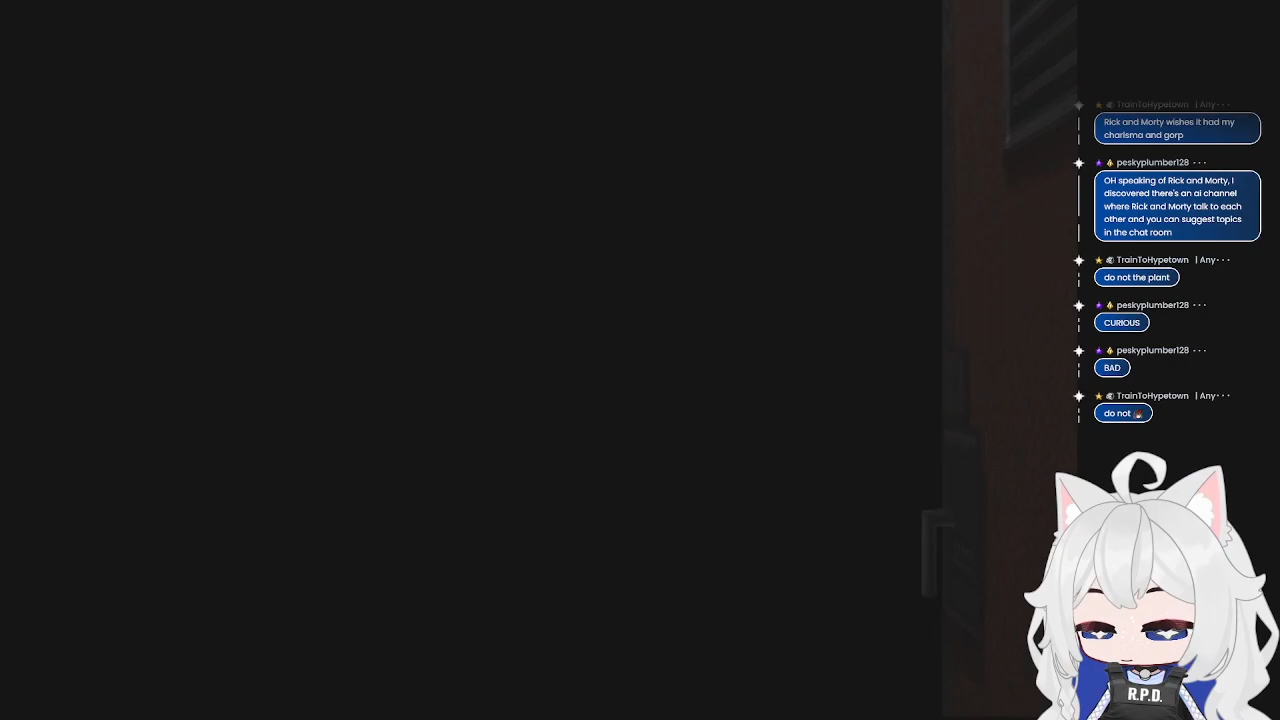 TrainToHypetown | Any···
Rick and Morty wishes it had my
charisma and gorp
peskyplumber128 ···
OH speaking of Rick and Morty, I
discovered there's an ai channel
where Rick and Morty talk to each
other and you can suggest topics
in the chat room
TrainToHypetown | Any···
do not the plant
peskyplumber128 ···
CURIOUS
peskyplumber128 ···
BAD
TrainToHypetown | Any···
do not
R.P.D.